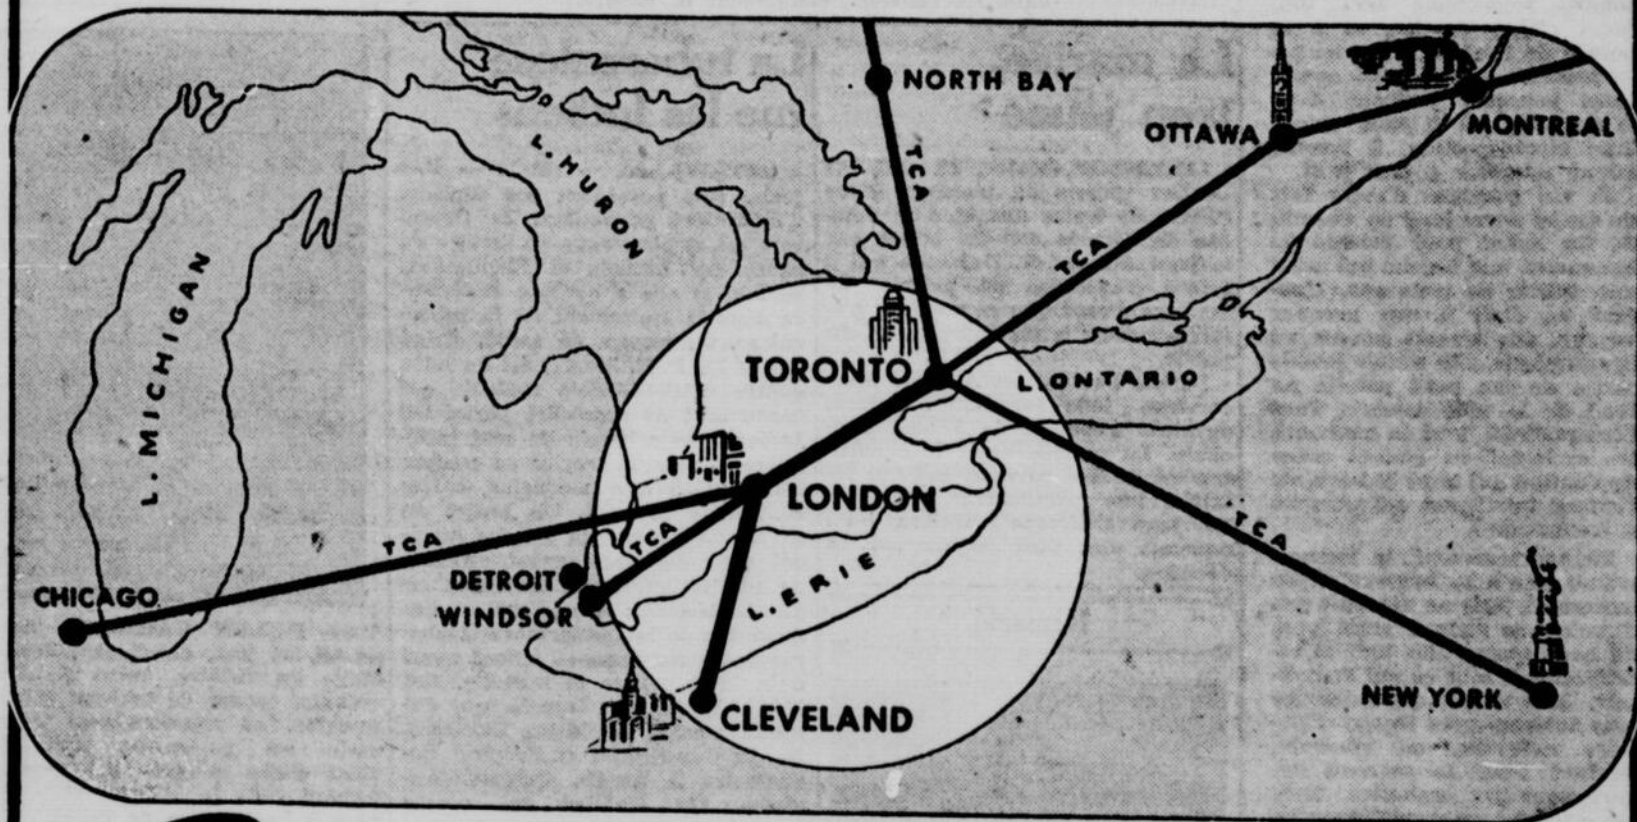 NORTH BAY
OTTAWA
MONTREAL
L. HURON
TCA
TCA
L. MICHIGAN
TORONTO
L. ONTARIO
LONDON
TCA
TCA
TCA
DETROIT
WINDSOR
L. ERIE
CHICAGO
NEW YORK
CLEVELAND